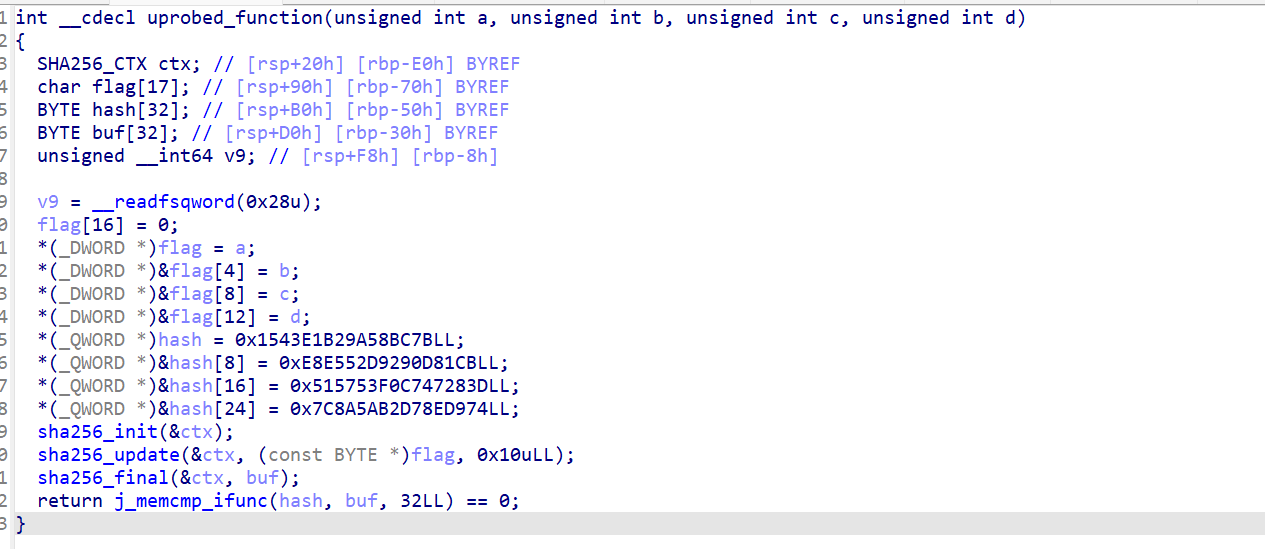 1 int __cdecl uprobed_function(unsigned int a, unsigned int b, unsigned int c, unsigned int d)
2 {
3 SHA256_CTX ctx; // [rsp+20h] [rbp-E0h] BYREF
4 char flag[17]; // [rsp+90h] [rbp-70h] BYREF
5 BYTE hash[32]; // [rsp+B0h] [rbp-50h] BYREF
6 BYTE buf[32]; // [rsp+D0h] [rbp-30h] BYREF
7 unsigned __int64 v9; // [rsp+F8h] [rbp-8h]
8
9 v9 = __readfsqword(0x28u);
0 flag[16] = 0;
1 *(_DWORD *)flag = a;
2 *(_DWORD *)&flag[4] = b;
3 *(_DWORD *)&flag[8] = c;
4 *(_DWORD *)&flag[12] = d;
5 *(_QWORD *)hash = 0x1543E1B29A58BC7BLL;
6 *(_QWORD *)&hash[8] = 0xE8E552D9290D81CBLL;
7 *(_QWORD *)&hash[16] = 0x515753F0C747283DLL;
8 *(_QWORD *)&hash[24] = 0x7C8A5AB2D78ED974LL;
9 sha256_init(&ctx);
0 sha256_update(&ctx, (const BYTE *)flag, 0x10uLL);
1 sha256_final(&ctx, buf);
2 return j_memcmp_ifunc(hash, buf, 32LL) == 0;
3 }